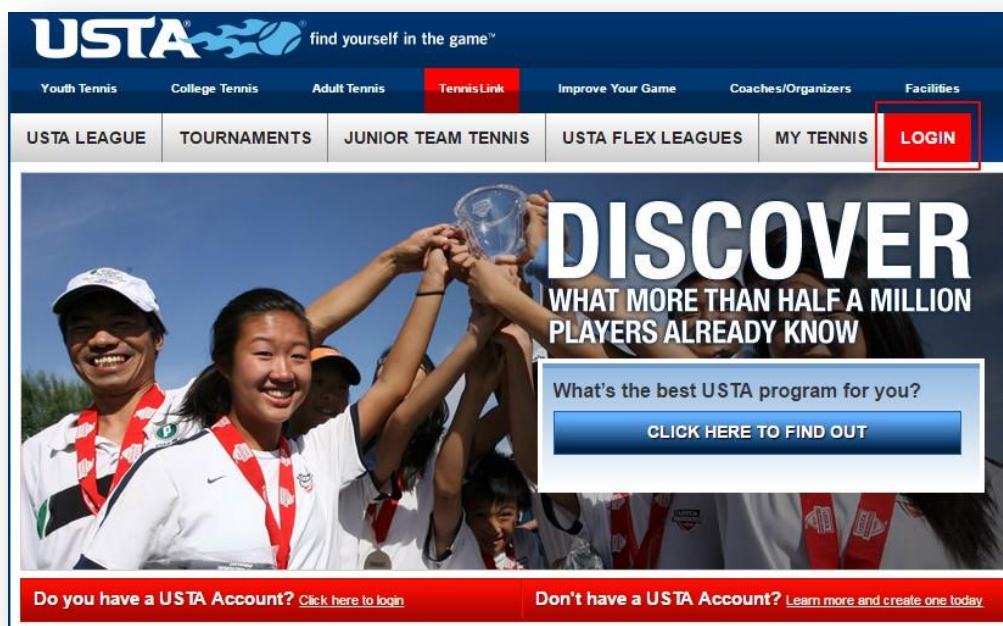 USTA® find yourself in the game™
Youth Tennis College Tennis Adult Tennis TennisLink Improve Your Game Coaches/Organizers Facilities
USTA LEAGUE TOURNAMENTS JUNIOR TEAM TENNIS USTA FLEX LEAGUES MY TENNIS LOGIN
DISCOVER
WHAT MORE THAN HALF A MILLION
PLAYERS ALREADY KNOW
What's the best USTA program for you?
CLICK HERE TO FIND OUT
Do you have a USTA Account? Click here to login Don't have a USTA Account? Learn more and create one today